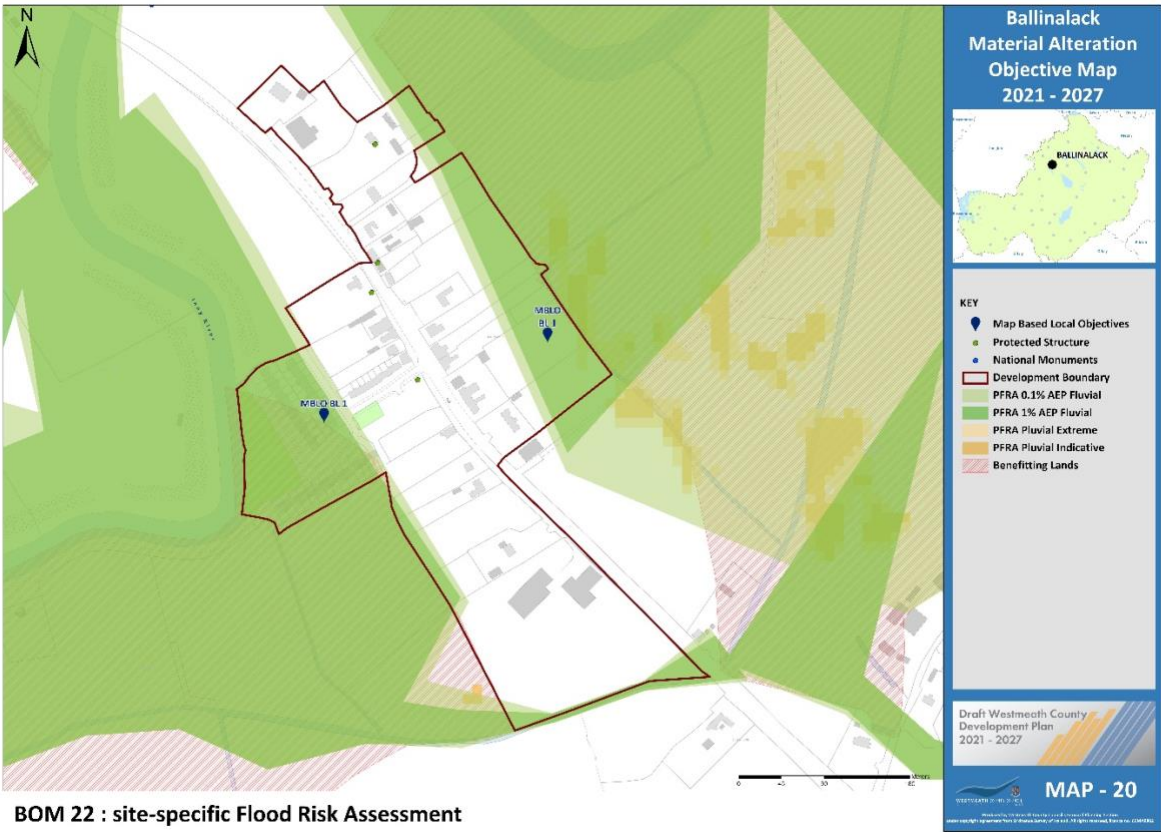 N
Inny River
MBLO
BL 1
MBLO BL 1
Meters
Ballinalack
Material Alteration
Objective Map
2021 - 2027
BALLINALACK
KEY
Map Based Local Objectives
Protected Structure
National Monuments
Development Boundary
PFRA 0.1% AEP Fluvial
PFRA 1% AEP Fluvial
PFRA Pluvial Extreme
PFRA Pluvial Indicative
Benefitting Lands
Draft Westmeath County
Development Plan
2021 - 2027
MAP - 20
BOM 22 : site-specific Flood Risk Assessment